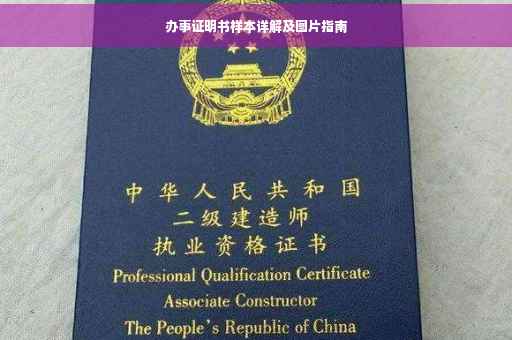 办事证明书样本详解及图片指南
中华人民共和国
二级建造师
执业资格证书
Professional Qualification Certificate
Associate Constructor
The People's Republic of China